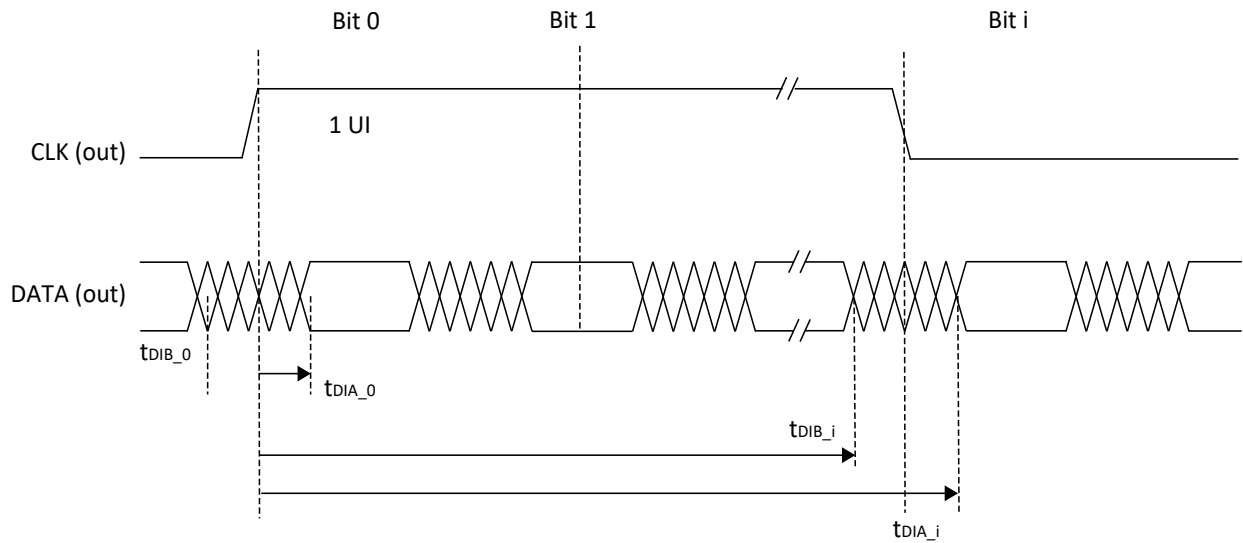 Bit 0 Bit 1 Bit i
1 UI
CLK (out)
DATA (out)
tDIB_0
tDIA_0
tDIB_i
tDIA_i